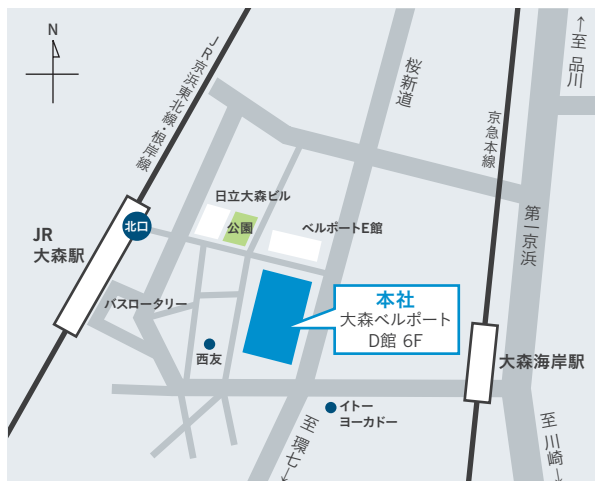 N
JR京浜東北線・根岸線
桜新道
↑至 品川
京急本線
第一京浜
日立大森ビル
公園
ベルポートE館
北口
JR
大森駅
バスロータリー
本社
大森ベルポート
D館 6F
西友
大森海岸駅
イトー
ヨーカドー
至 環七↓
至 川崎↓